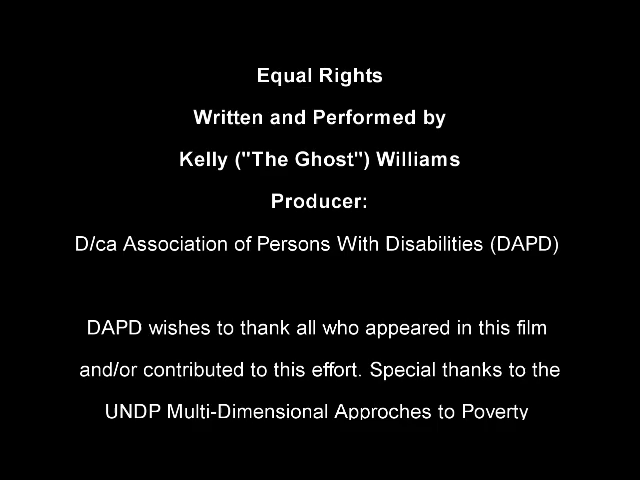 Equal Rights
Written and Performed by
Kelly ("The Ghost") Williams
Producer:
D/ca Association of Persons With Disabilities (DAPD)
DAPD wishes to thank all who appeared in this film
and/or contributed to this effort. Special thanks to the
UNDP Multi-Dimensional Approches to Poverty